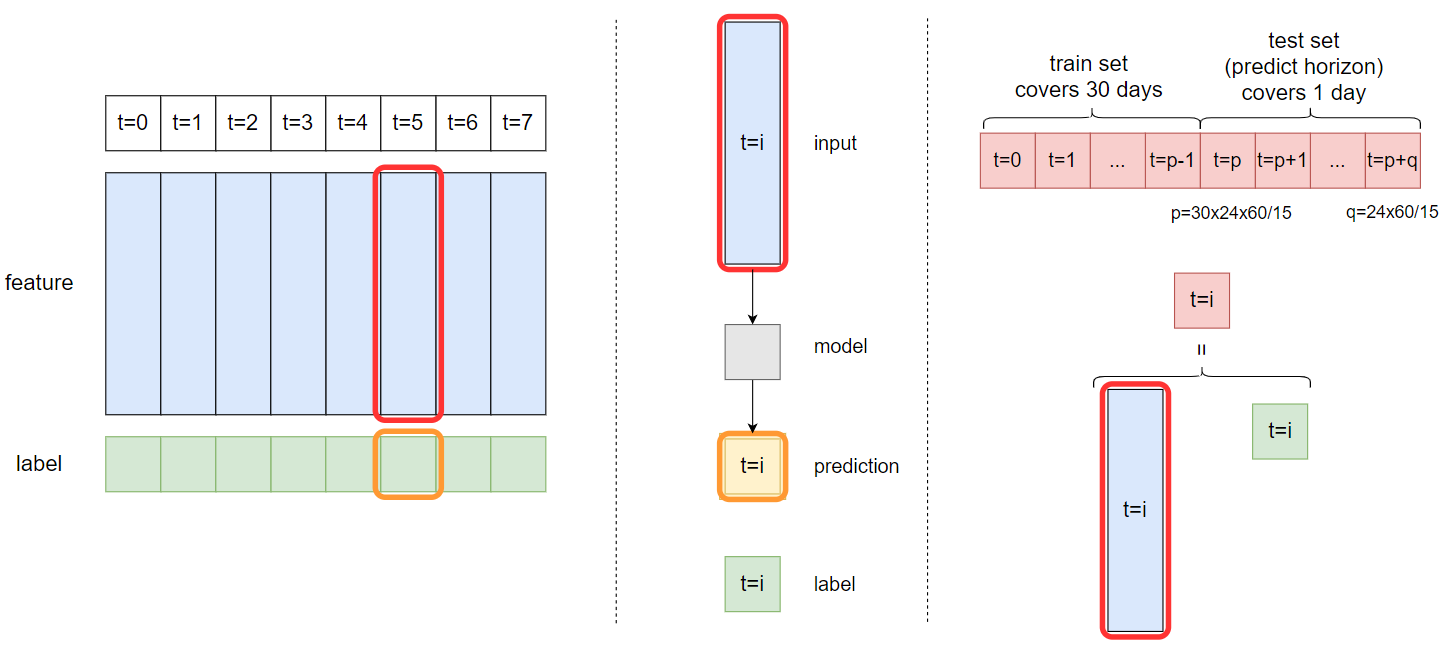 t=0 t=1 t=2 t=3 t=4 t=5 t=6 t=7
feature
label
t=i
input
model
t=i
prediction
t=i
label
train set
covers 30 days
test set
(predict horizon)
covers 1 day
t=0 t=1 ... t=p-1 t=p t=p+1 ... t=p+q
p=30x24x60/15
q=24x60/15
t=i
=
t=i
t=i